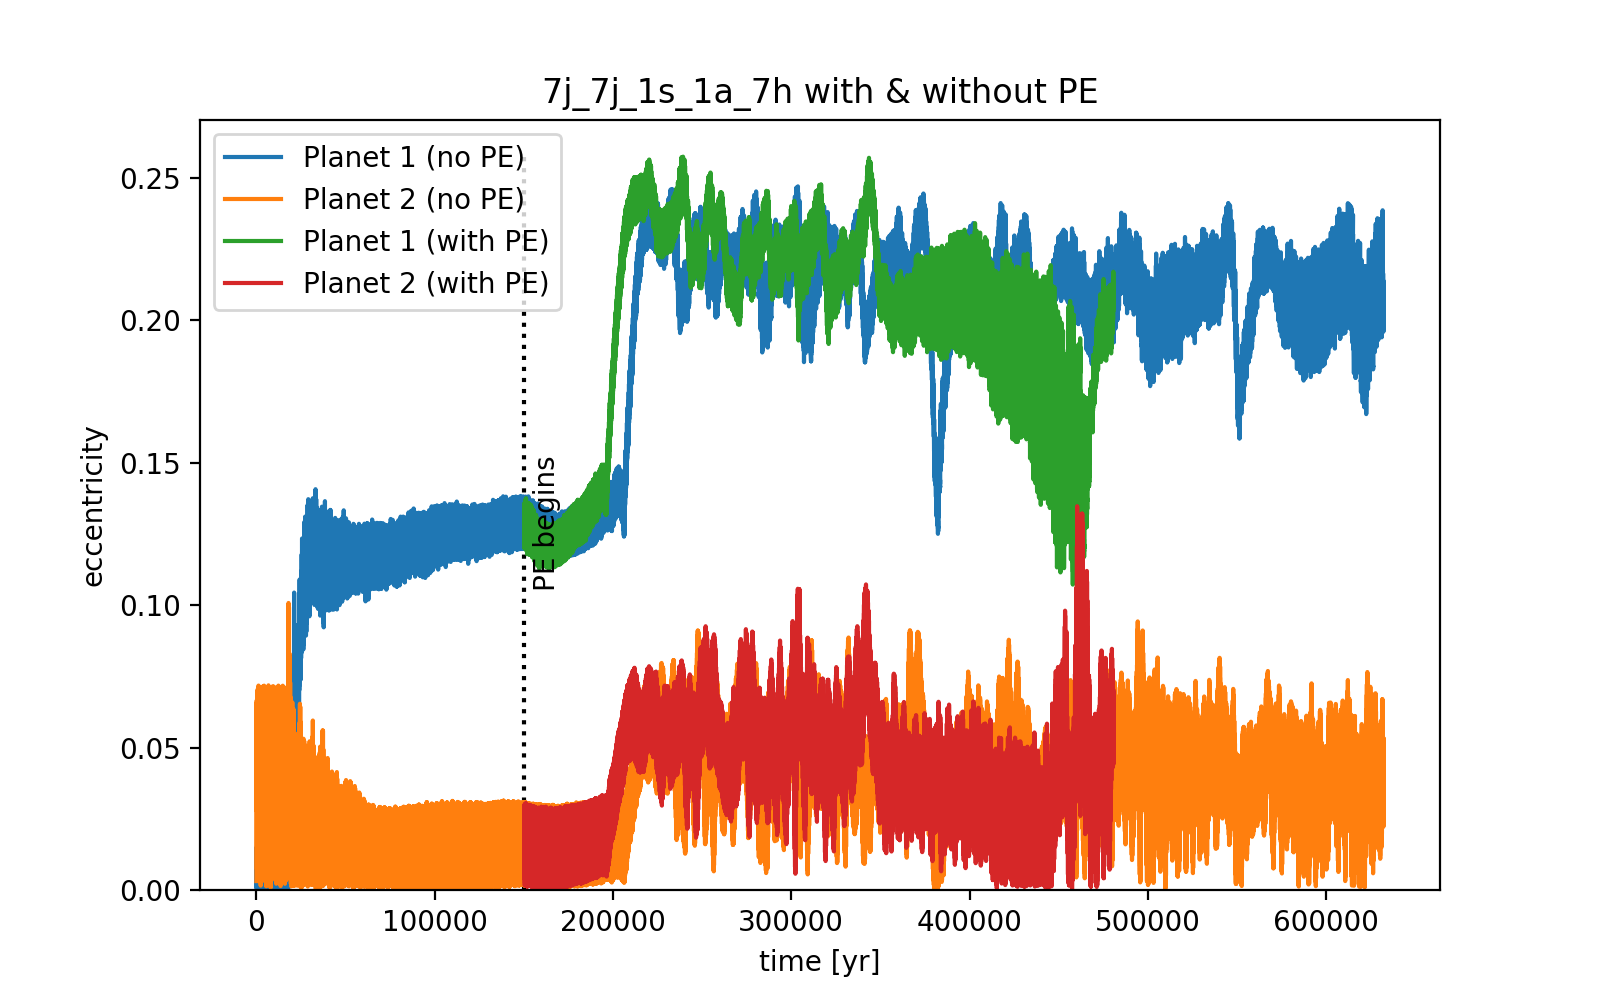 7j_7j_1s_1a_7h with & without PE
Planet 1 (no PE)
Planet 2 (no PE)
Planet 1 (with PE)
Planet 2 (with PE)
eccentricity
0.25
0.20
0.15
0.10
0.05
0.00
PE begins
0
100000
200000
300000
400000
500000
600000
time [yr]